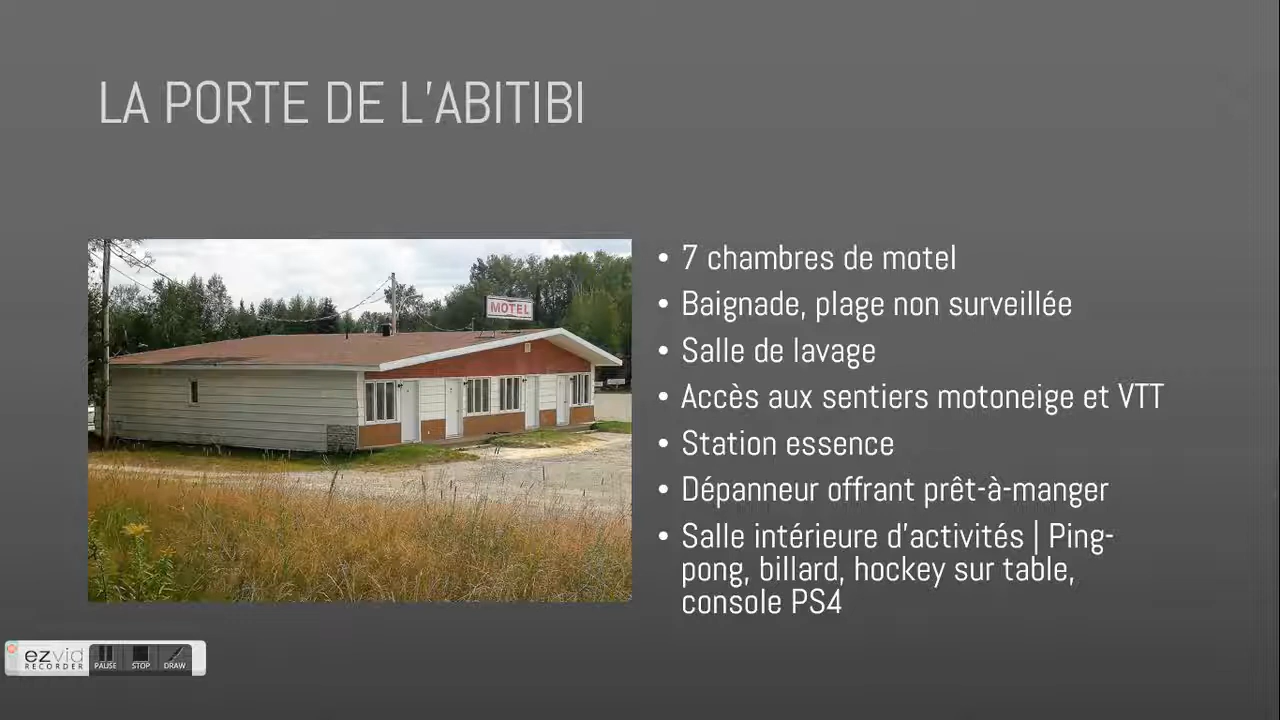 LA PORTE DE L'ABITIBI
MOTEL
• 7 chambres de motel
• Baignade, plage non surveillée
• Salle de lavage
• Accès aux sentiers motoneige et VTT
• Station essence
• Dépanneur offrant prêt-à-manger
• Salle intérieure d'activités | Ping-
pong, billard, hockey sur table,
console PS4
ezvid
RECORDER
PAUSE
STOP
DRAW